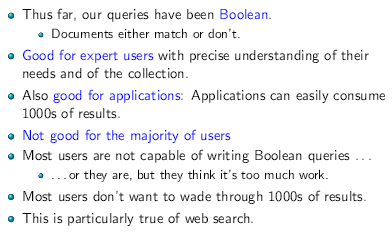 Thus far, our queries have been Boolean.
Documents either match or don't.
Good for expert users with precise understanding of their
needs and of the collection.
Also good for applications: Applications can easily consume
1000s of results.
Not good for the majority of users
Most users are not capable of writing Boolean queries ...
... or they are, but they think it's too much work.
Most users don't want to wade through 1000s of results.
This is particularly true of web search.